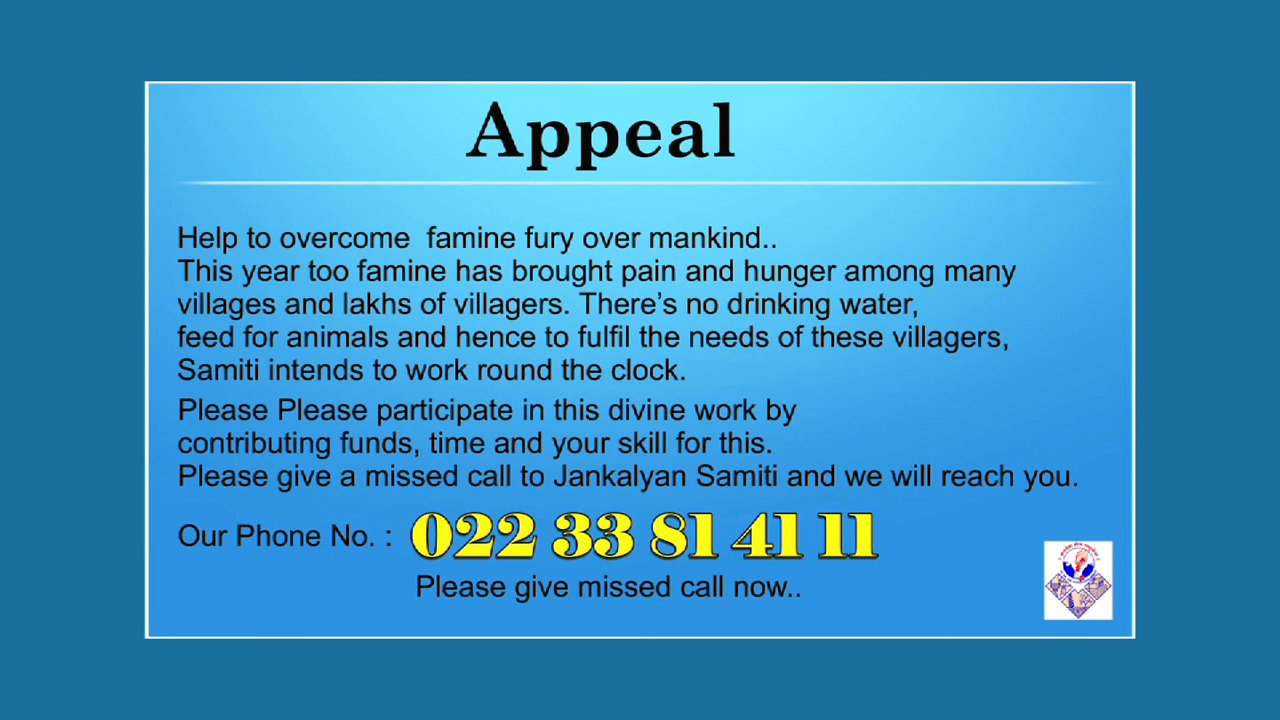 Appeal
Help to overcome  famine fury over mankind..
This year too famine has brought pain and hunger among many
villages and lakhs of villagers. There's no drinking water,
feed for animals and hence to fulfil the needs of these villagers,
Samiti intends to work round the clock.
Please Please participate in this divine work by
contributing funds, time and your skill for this.
Please give a missed call to Jankalyan Samiti and we will reach you.
Our Phone No. : 022 33 81 41 11
Please give missed call now..